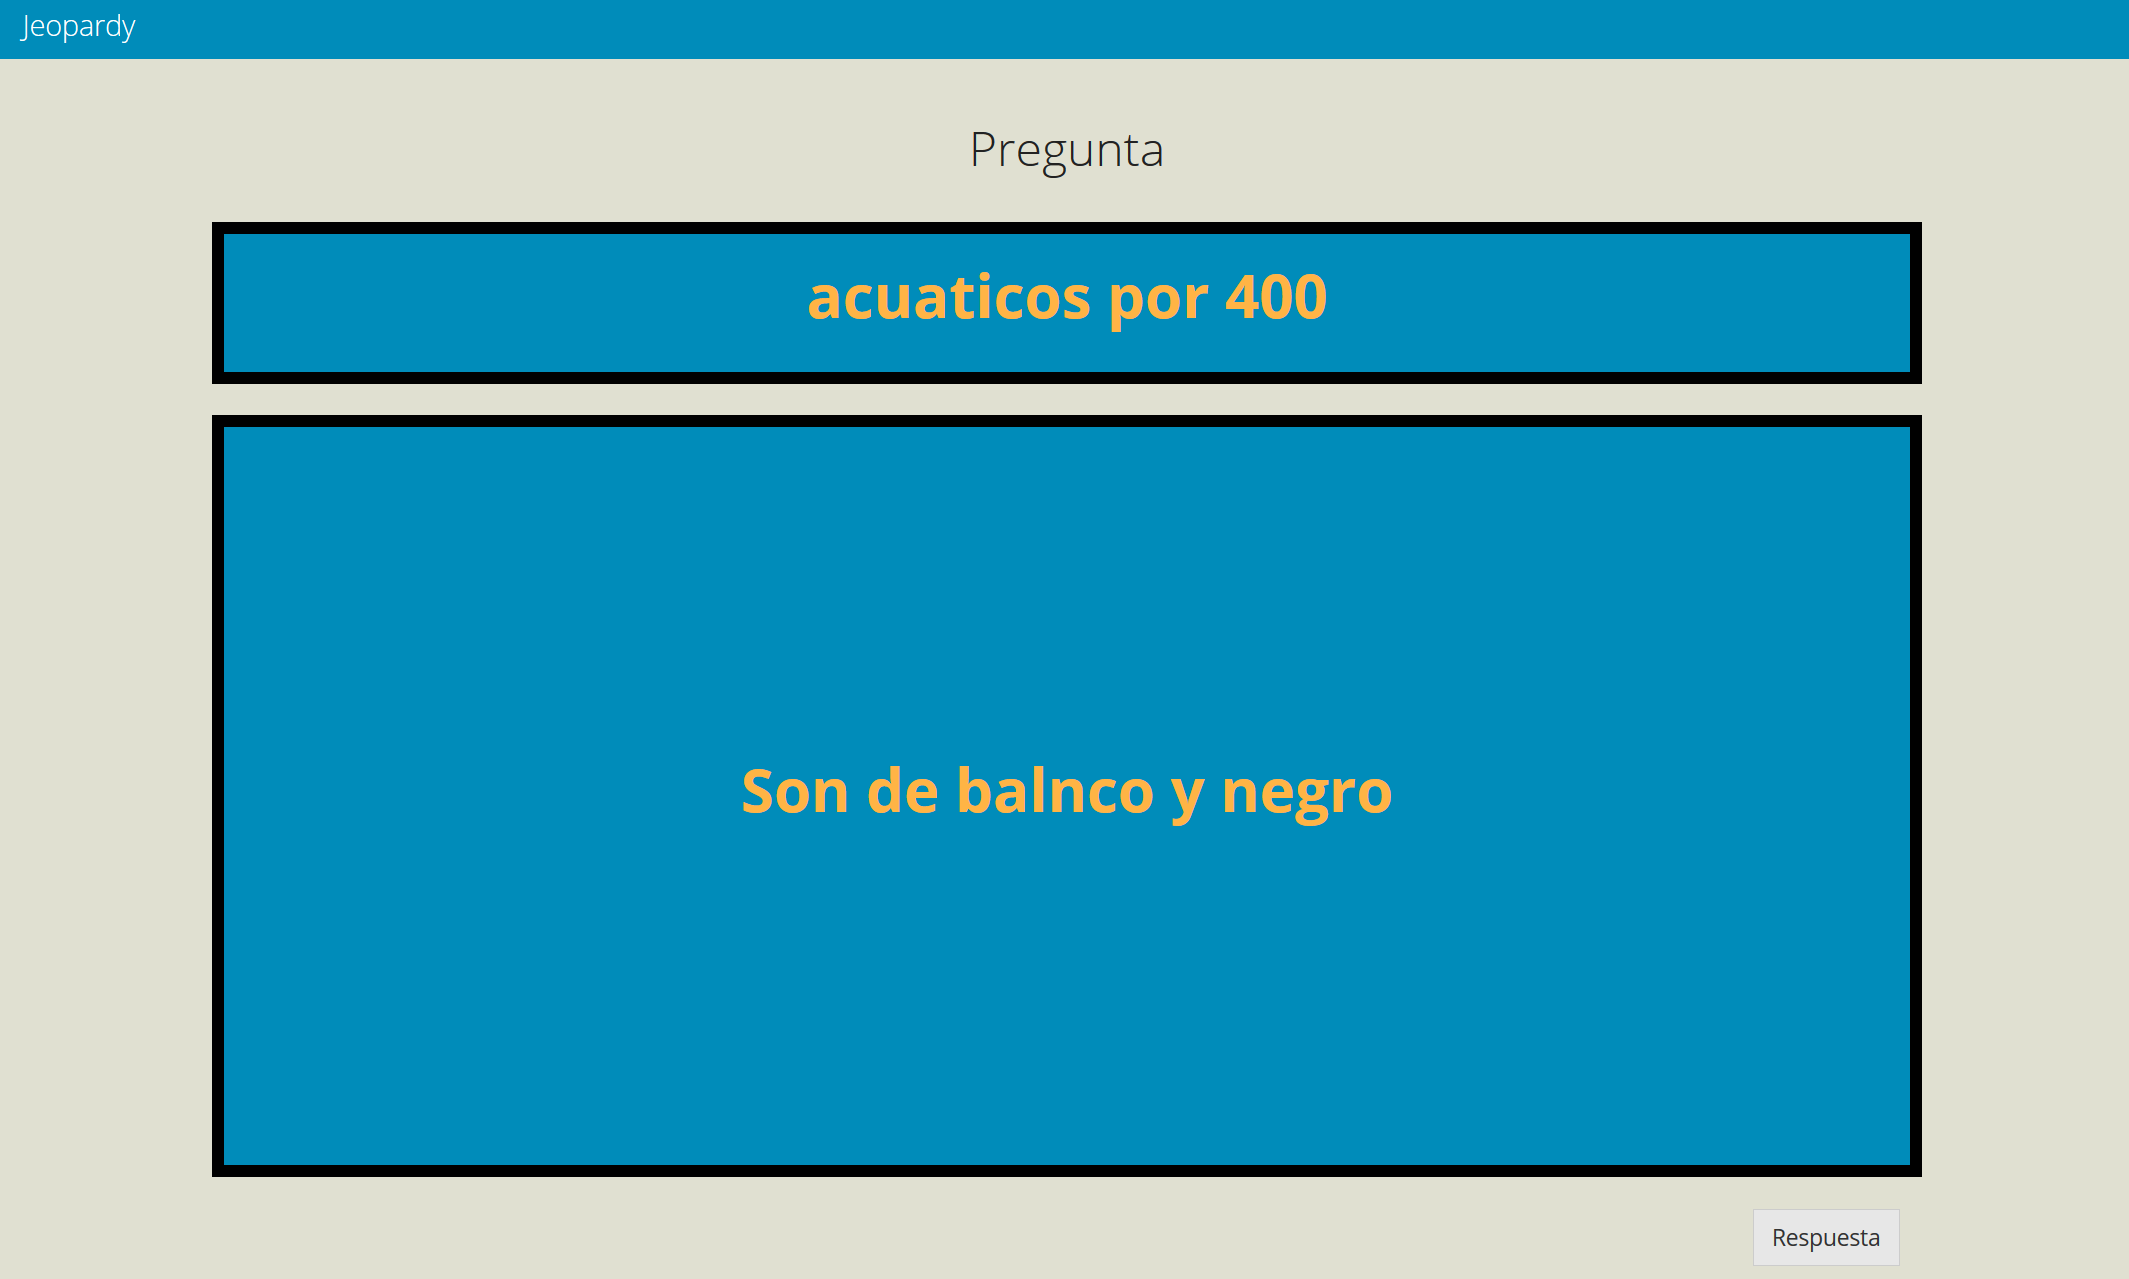 Jeopardy
Pregunta
acuaticos por 400
Son de balnco y negro
Respuesta